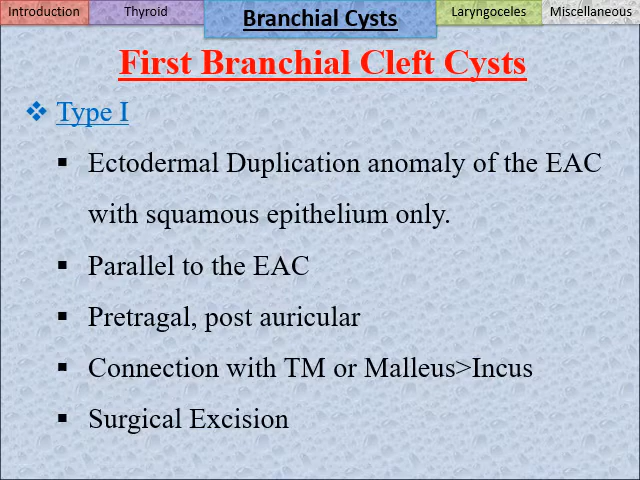 Introduction
Thyroid
Branchial Cysts
Laryngoceles
Miscellaneous
First Branchial Cleft Cysts
❖ Type I
▪ Ectodermal Duplication anomaly of the EAC
with squamous epithelium only.
▪ Parallel to the EAC
▪ Pretragal, post auricular
▪ Connection with TM or Malleus>Incus
▪ Surgical Excision